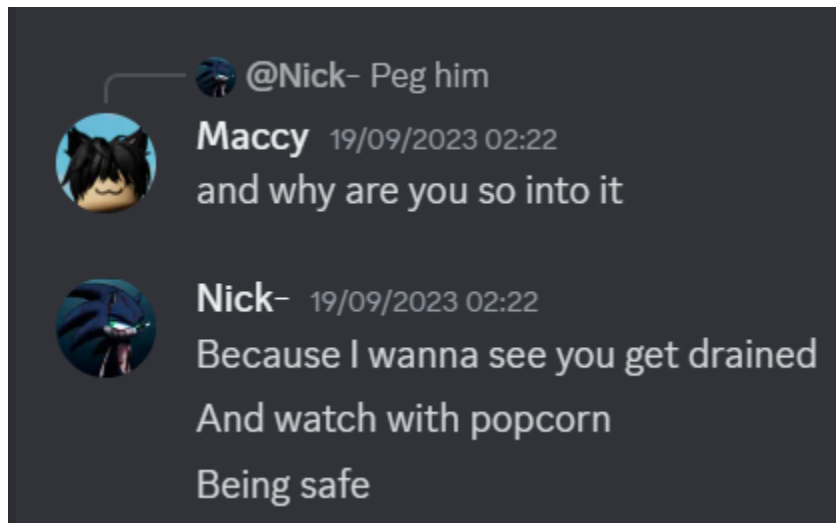 @Nick- Peg him
Maccy 19/09/2023 02:22
and why are you so into it
Nick- 19/09/2023 02:22
Because I wanna see you get drained
And watch with popcorn
Being safe